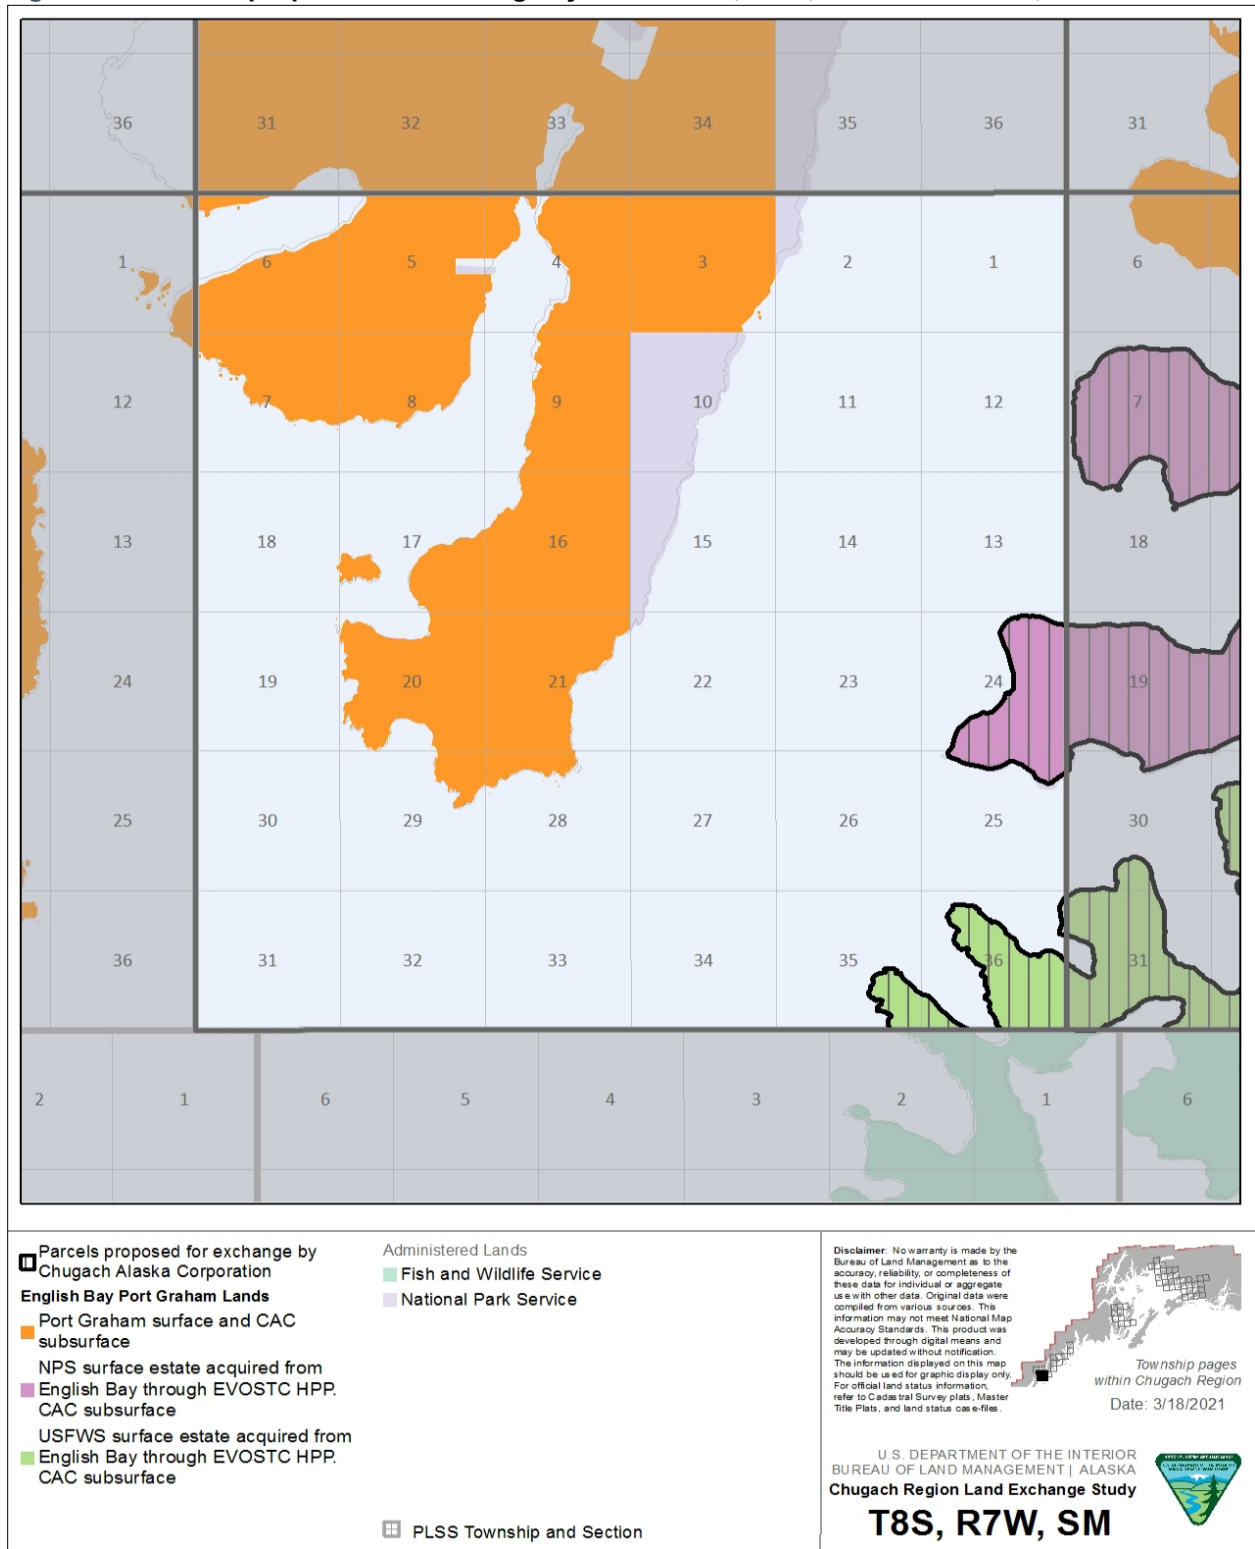 36 31 32 33 34 35 36 31
1 6 5 4 3 2 1 6
12 7 8 9 10 11 12 7
13 18 17 16 15 14 13 18
24 19 20 21 22 23 24 19
25 30 29 28 27 26 25 30
36 31 32 33 34 35 36 31
2 1 6 5 4 3 2 1 6
Parcels proposed for exchange by
Chugach Alaska Corporation
English Bay Port Graham Lands
Port Graham surface and CAC
subsurface
NPS surface estate acquired from
English Bay through EVOSTC HPP.
CAC subsurface
USFWS surface estate acquired from
English Bay through EVOSTC HPP.
CAC subsurface
Administered Lands
Fish and Wildlife Service
National Park Service
PLSS Township and Section
Disclaimer: No warranty is made by the
Bureau of Land Management as to the
accuracy, reliability, or completeness of
these data for individual or aggregate
use with other data. Original data were
compiled from various sources. This
information may not meet National Map
Accuracy Standards. This product was
developed through digital means and
may be updated without notification.
The information displayed on this map
should be used for graphic display only.
For official land status information,
refer to Cadastral Survey plats, Master
Title Plats, and land status case-files.
Township pages
within Chugach Region
Date: 3/18/2021
U.S. DEPARTMENT OF THE INTERIOR
BUREAU OF LAND MANAGEMENT | ALASKA
Chugach Region Land Exchange Study
T8S, R7W, SM